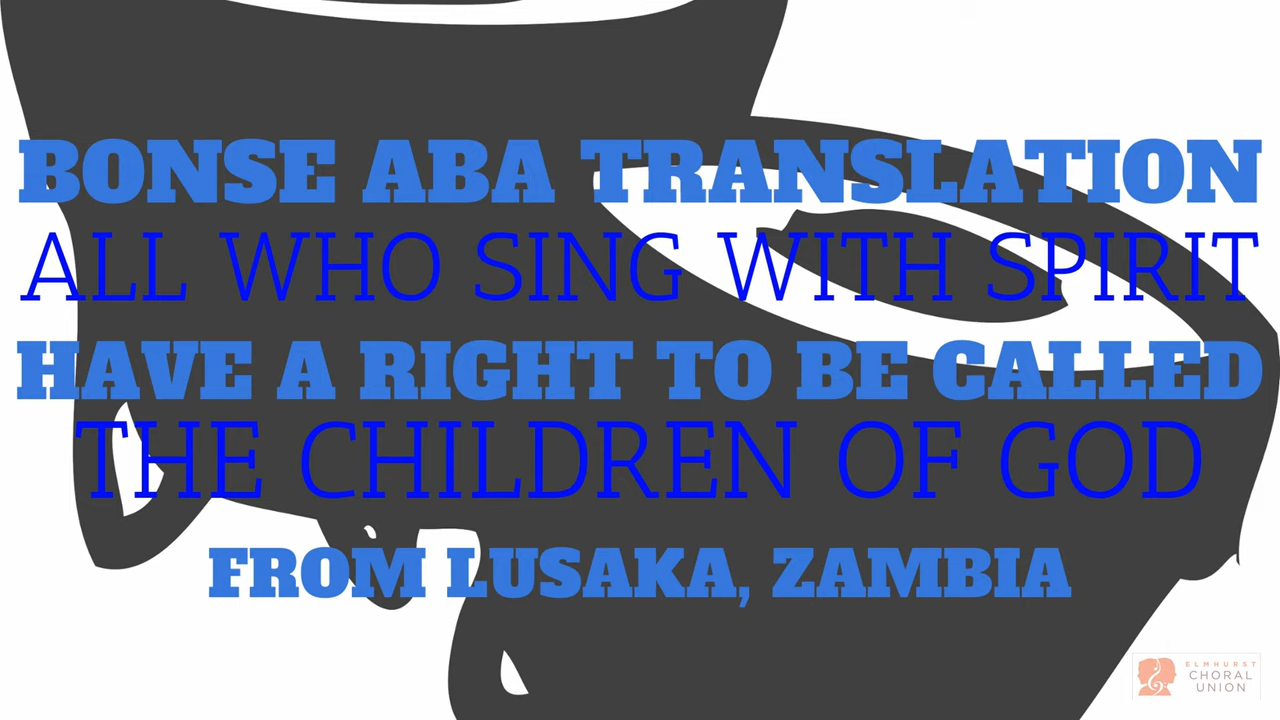 BONSE ABA TRANSLATION
ALL WHO SING WITH SPIRIT
HAVE A RIGHT TO BE CALLED
THE CHILDREN OF GOD
FROM LUSAKA, ZAMBIA
ELMHURST
CHORAL
UNION